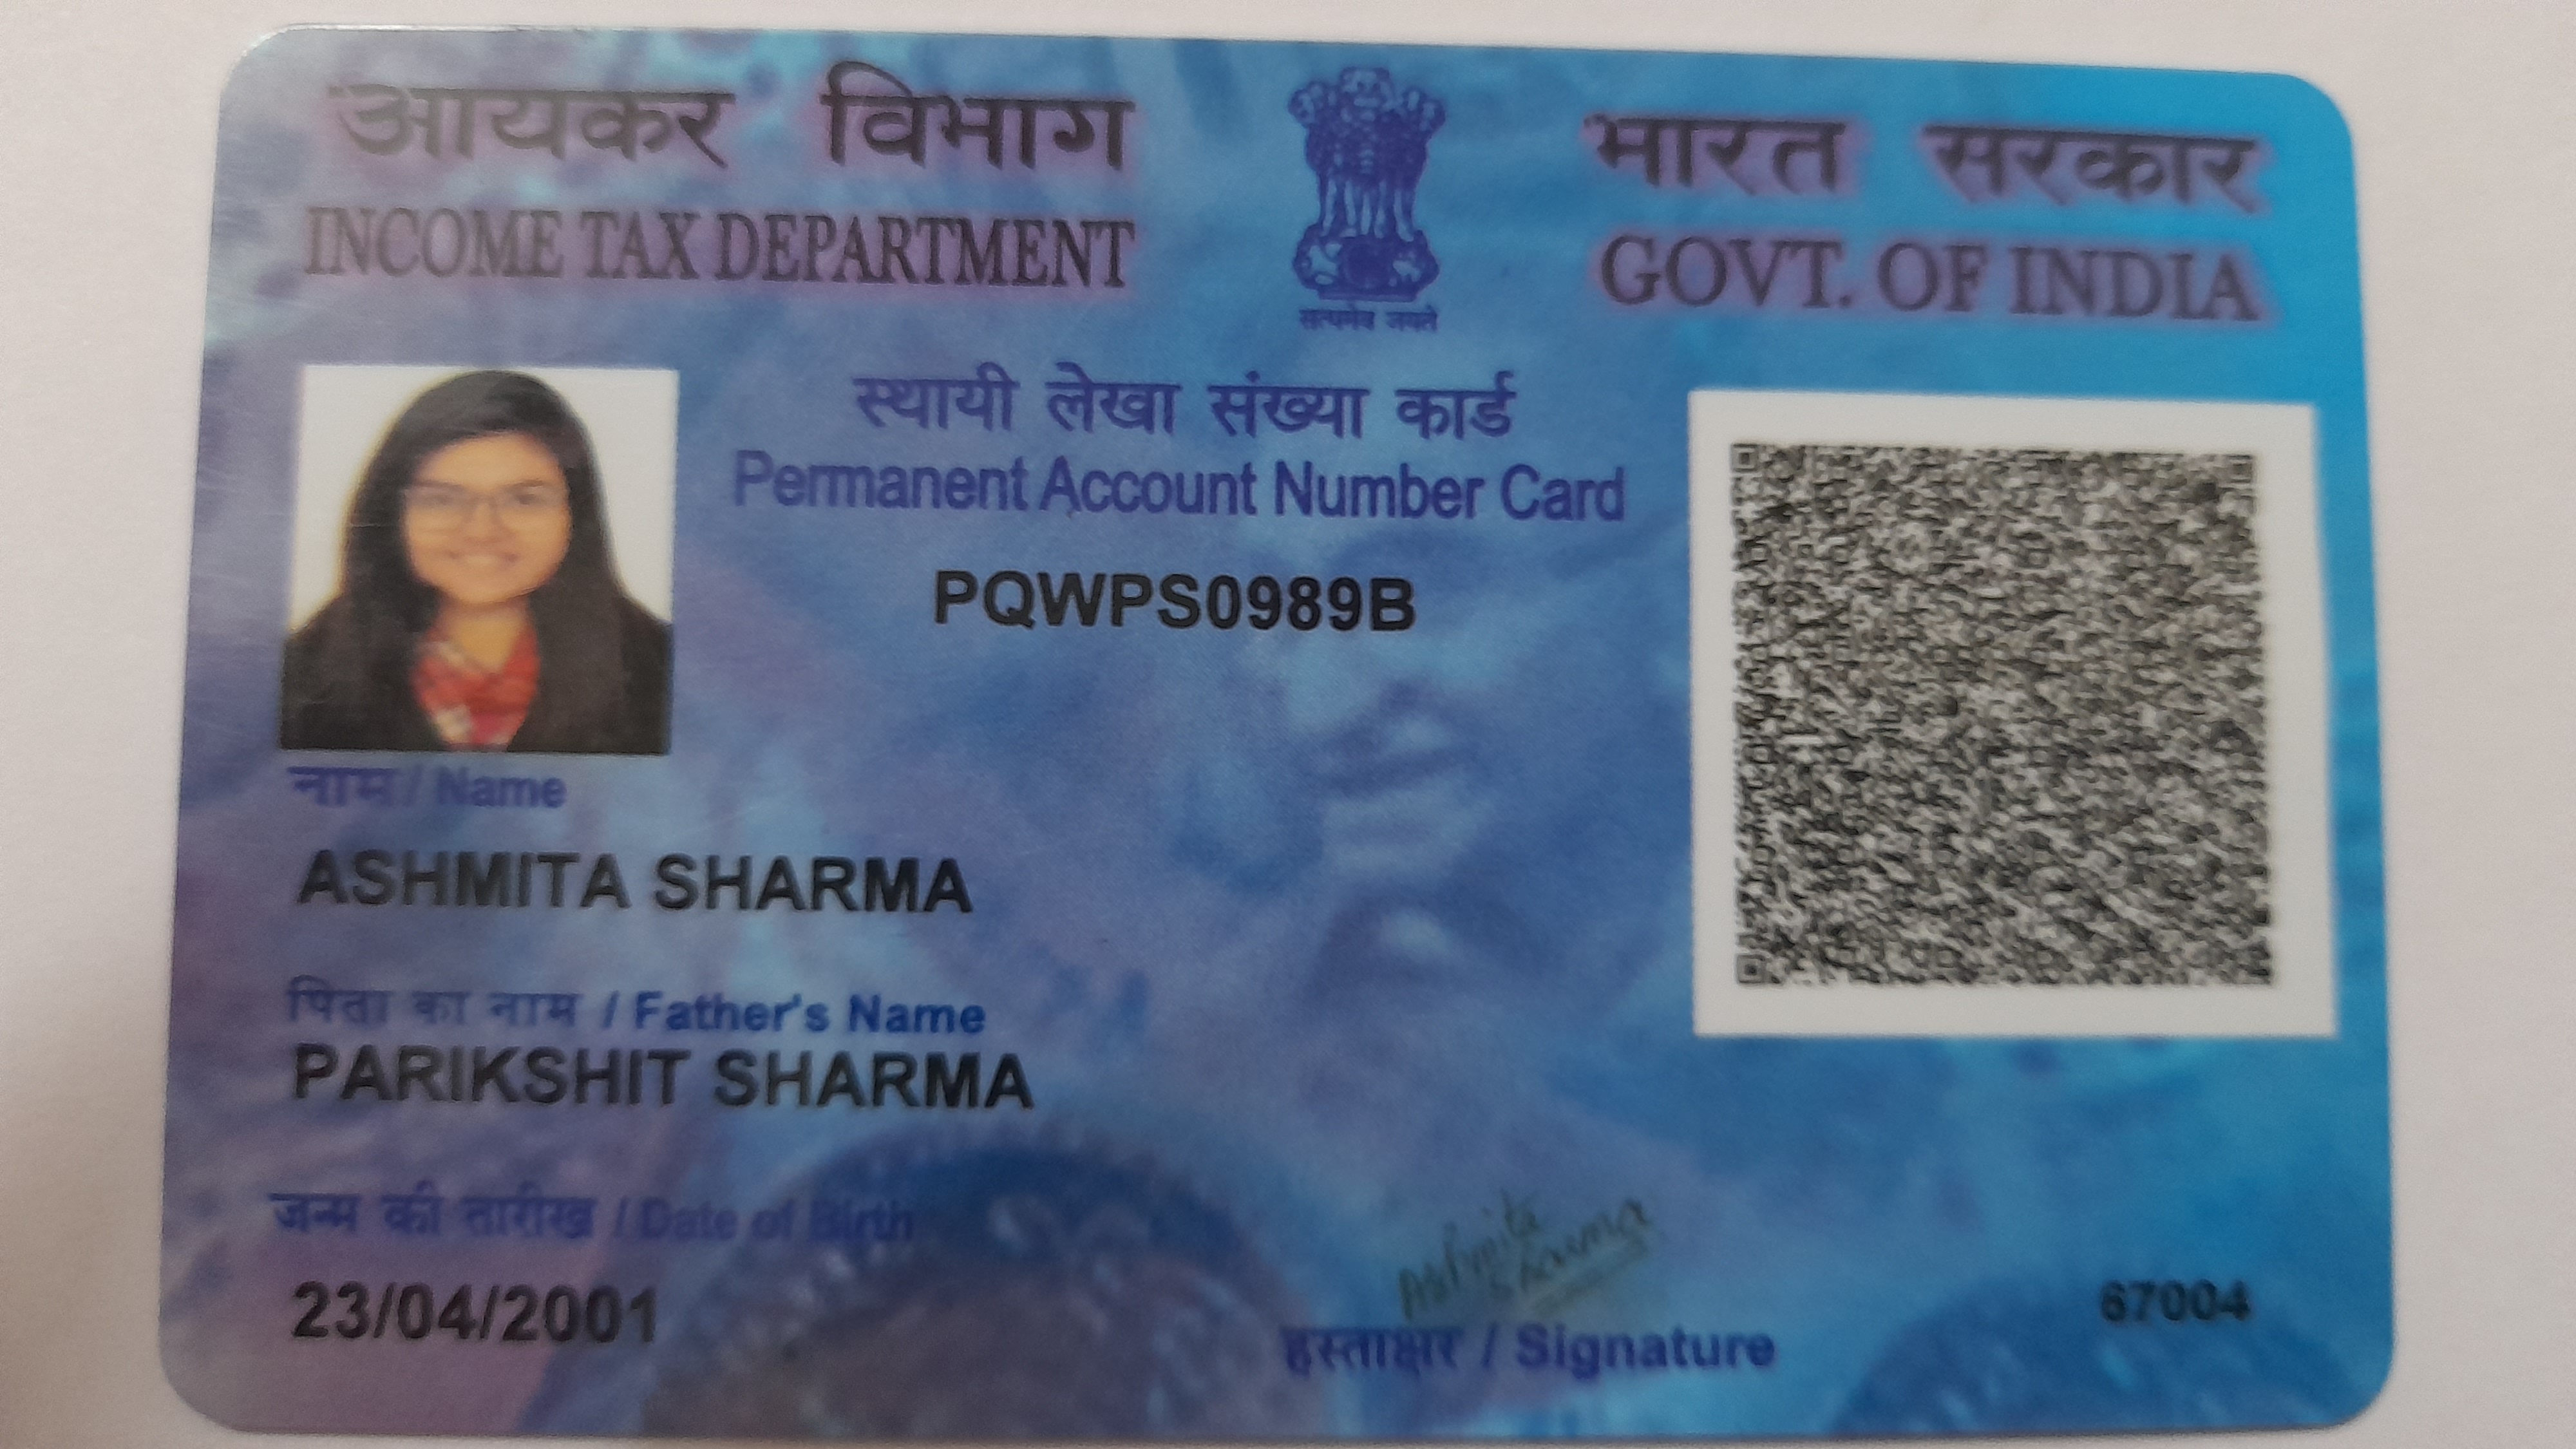 आयकर विभाग
INCOME TAX DEPARTMENT
सत्यमेव जयते
भारत सरकार
GOVT. OF INDIA
स्थायी लेखा संख्या कार्ड
Permanent Account Number Card
PQWPS0989B
नाम / Name
ASHMITA SHARMA
पिता का नाम / Father's Name
PARIKSHIT SHARMA
जन्म की तारीख / Date of Birth
23/04/2001
Ashmita
Sharma
हस्ताक्षर / Signature
67004